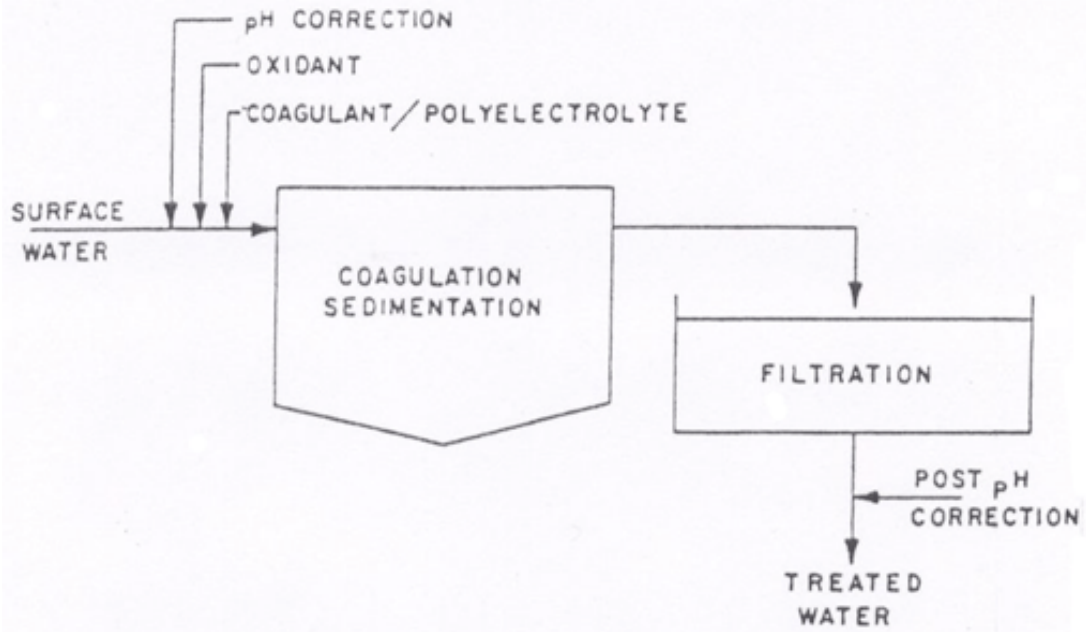 pH CORRECTION
OXIDANT
COAGULANT/POLYELECTROLYTE
SURFACE
WATER
COAGULATION
SEDIMENTATION
FILTRATION
POST pH
CORRECTION
TREATED
WATER